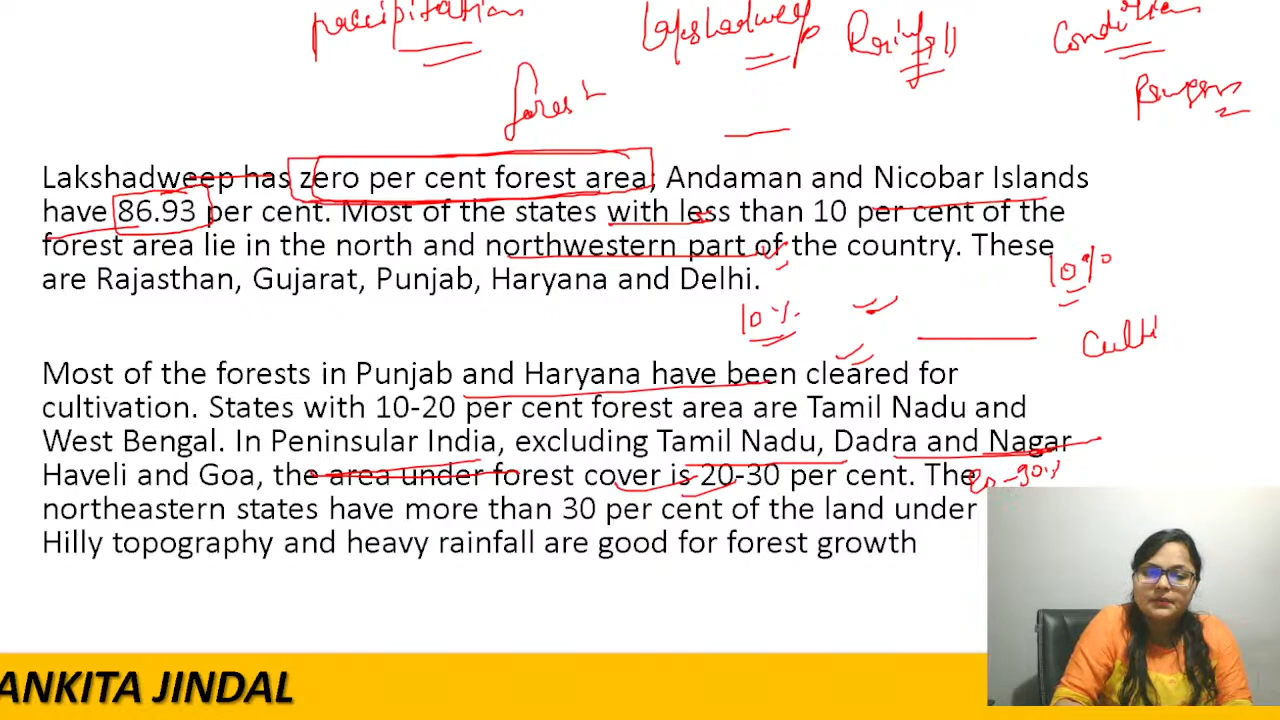 precipitation Lakshadweep Rainfall
forest
Lakshadweep has zero per cent forest area, Andaman and Nicobar Islands
have 86.93 per cent. Most of the states with less than 10 per cent of the
forest area lie in the north and northwestern part of the country. These
are Rajasthan, Gujarat, Punjab, Haryana and Delhi.
10%
10%
Culti
Most of the forests in Punjab and Haryana have been cleared for
cultivation. States with 10-20 per cent forest area are Tamil Nadu and
West Bengal. In Peninsular India, excluding Tamil Nadu, Dadra and Nagar
Haveli and Goa, the area under forest cover is 20-30 per cent. The
20-30%
northeastern states have more than 30 per cent of the land under
Hilly topography and heavy rainfall are good for forest growth
ANKITA JINDAL